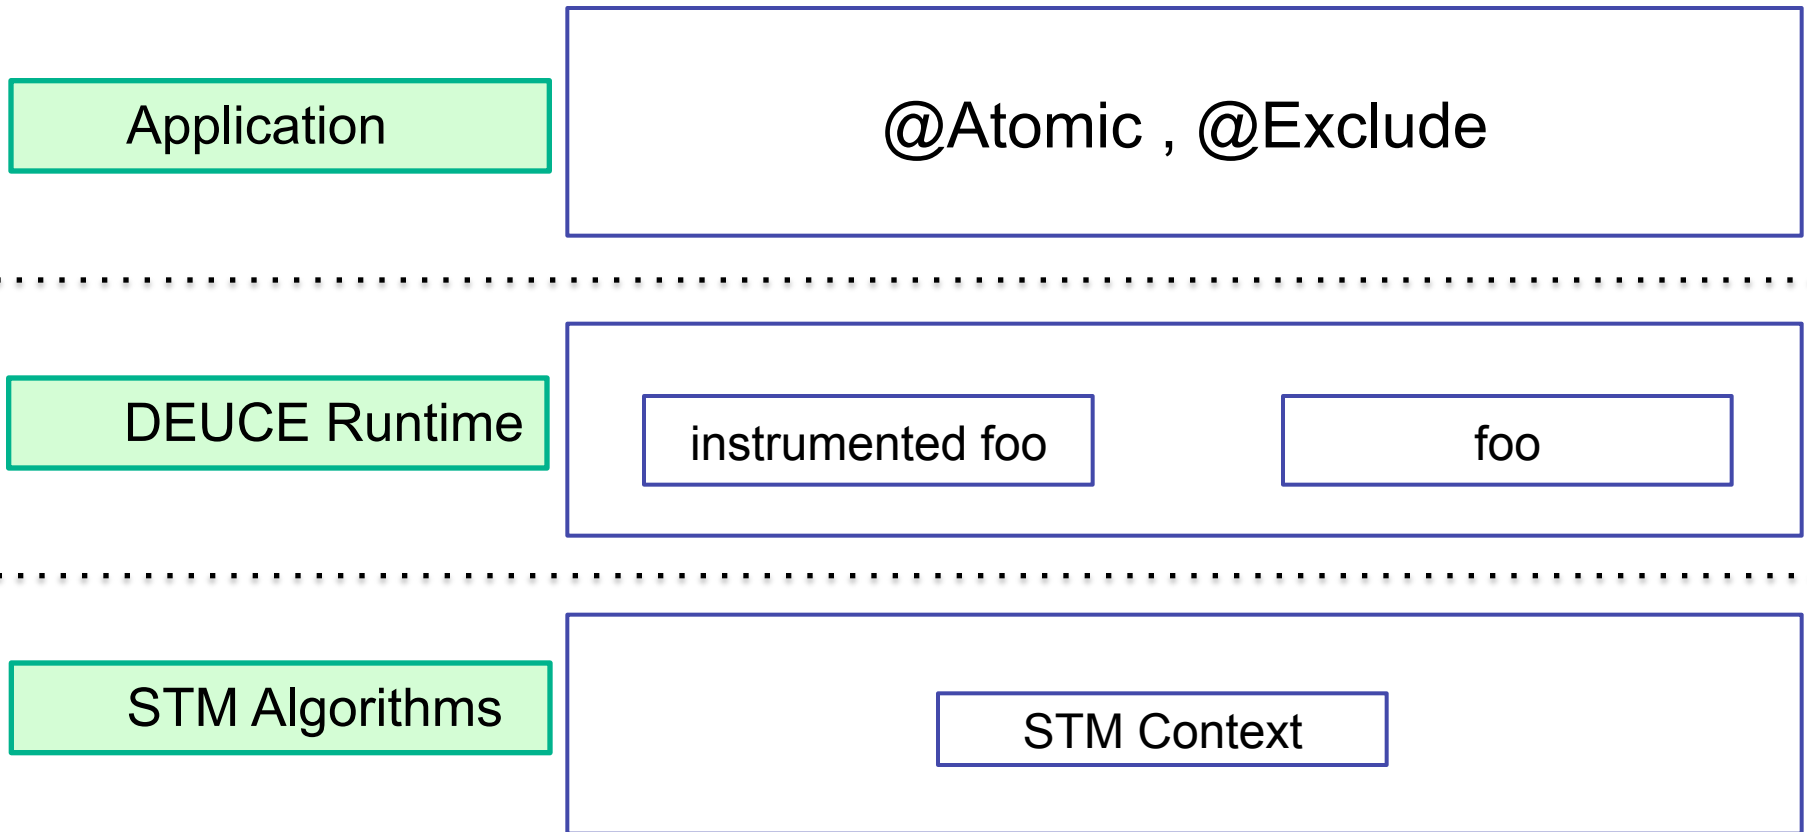 Application
@Atomic , @Exclude
DEUCE Runtime
instrumented foo
foo
STM Algorithms
STM Context